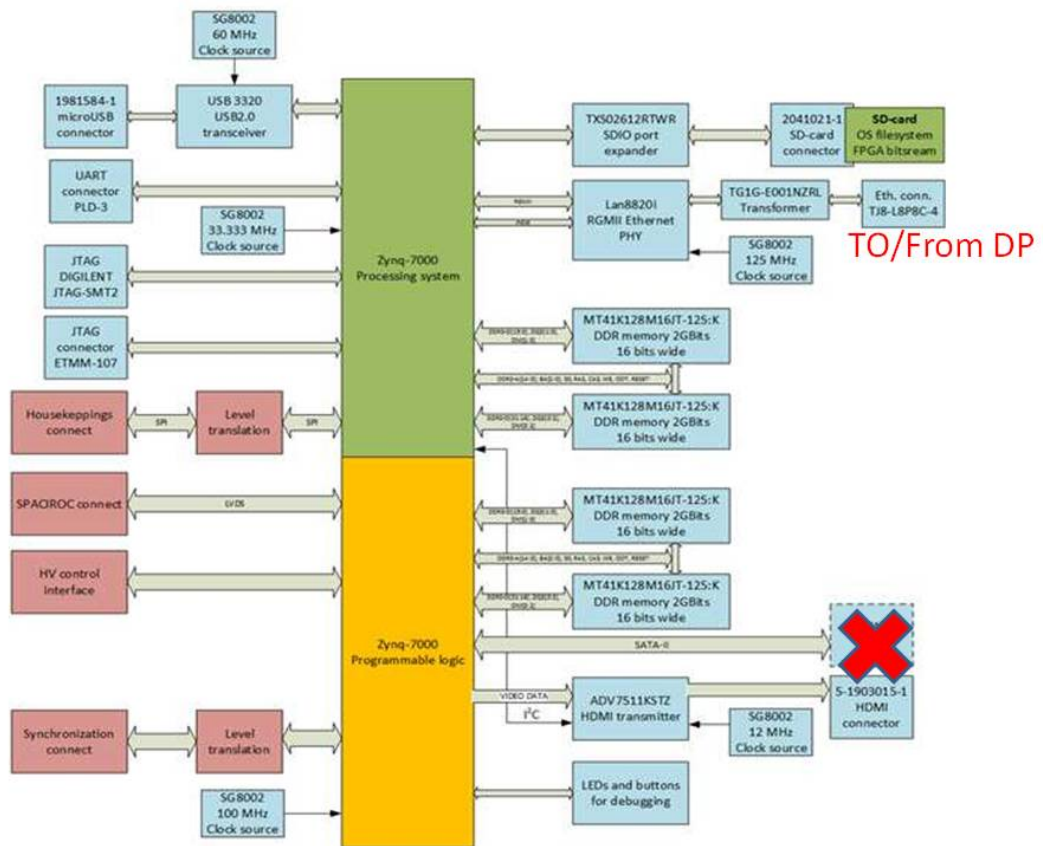 SG8002
60 MHz
Clock source
1981584-1
microUSB
connector
USB 3320
USB2.0
transceiver
UART
connector
PLD-3
SG8002
33.333 MHz
Clock source
JTAG
DIGILENT
JTAG-SMT2
JTAG
connector
ETMM-107
Housekeppings
connect
SPI
Level
translation
SPI
SPACIROC connect
LVDS
HV control
interface
Synchronization
connect
Level
translation
SG8002
100 MHz
Clock source
Zynq-7000
Processing system
Zynq-7000
Programmable logic
TXS02612RTWR
SDIO port
expander
2041021-1
SD-card
connector
SD-card
OS filesystem
FPGA bitsream
Lan8820i
RGMII Ethernet
PHY
TG1G-E001NZRL
Transformer
Eth. conn.
TJ8-L8P8C-4
TO/From DP
SG8002
125 MHz
Clock source
MT41K128M16JT-125:K
DDR memory 2GBits
16 bits wide
MT41K128M16JT-125:K
DDR memory 2GBits
16 bits wide
MT41K128M16JT-125:K
DDR memory 2GBits
16 bits wide
MT41K128M16JT-125:K
DDR memory 2GBits
16 bits wide
SATA-II
VIDEO DATA
I²C
ADV7511KSTZ
HDMI transmitter
SG8002
12 MHz
Clock source
5-1903015-1
HDMI
connector
LEDs and buttons
for debugging